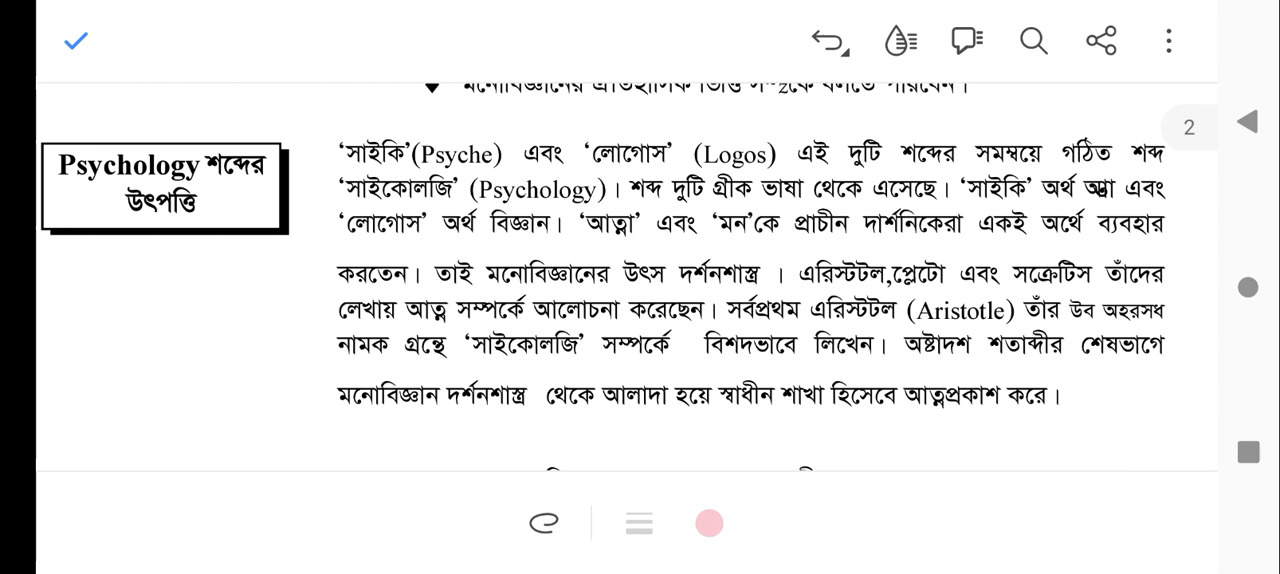 2
Psychology শব্দের
উৎপত্তি
‘সাইকি’(Psyche) এবং ‘লোগোস’ (Logos) এই দুটি শব্দের সমন্বয়ে গঠিত শব্দ
‘সাইকোলজি’ (Psychology)। শব্দ দুটি গ্রীক ভাষা থেকে এসেছে। ‘সাইকি’ অর্থ এবং
‘লোগোস’ অর্থ বিজ্ঞান। ‘আত্না’ এবং ‘মন’কে প্রাচীন দার্শনিকেরা একই অর্থে ব্যবহার
করতেন। তাই মনোবিজ্ঞানের উৎস দর্শনশাস্ত্র । এরিস্টটল,প্লেটো এবং সক্রেটিস তাঁদের
লেখায় আত্ন সম্পর্কে আলোচনা করেছেন। সর্বপ্রথম এরিস্টটল (Aristotle) তাঁর উব অহরসধ
নামক গ্রন্থে ‘সাইকোলজি’ সম্পর্কে বিশদভাবে লিখেন। অষ্টাদশ শতাব্দীর শেষভাগে
মনোবিজ্ঞান দর্শনশাস্ত্র থেকে আলাদা হয়ে স্বাধীন শাখা হিসেবে আত্নপ্রকাশ করে।